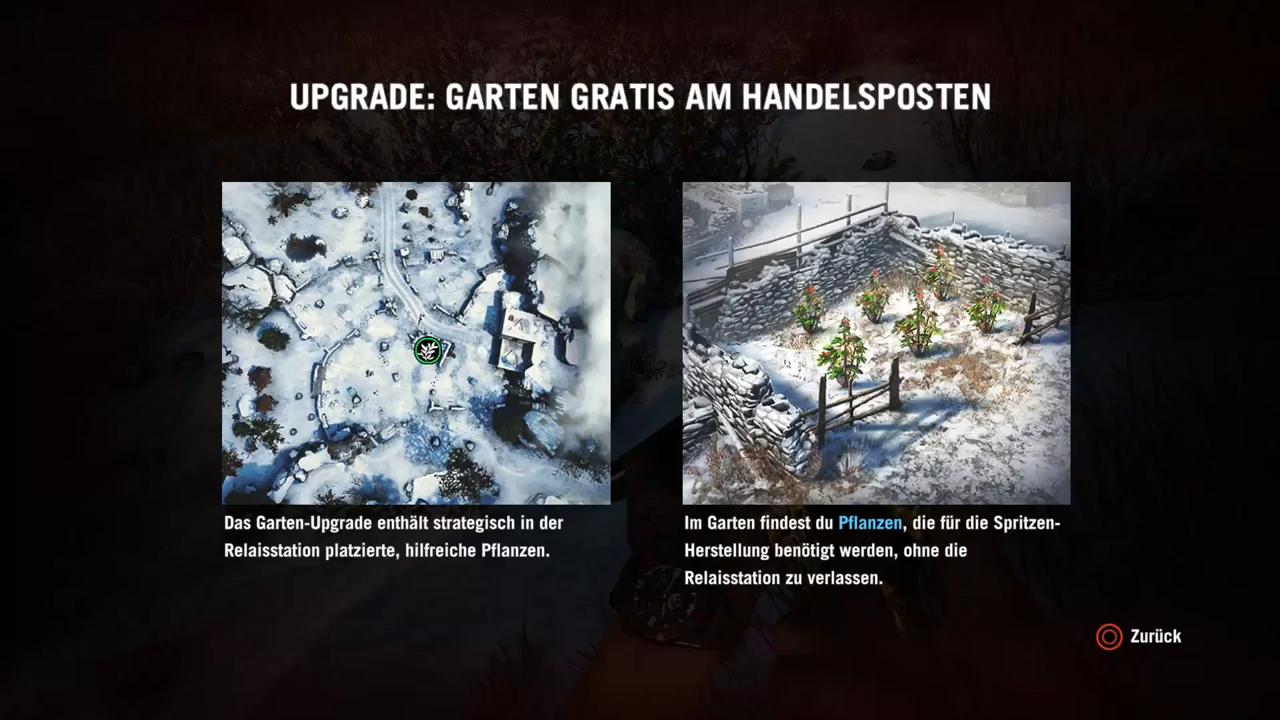 UPGRADE: GARTEN GRATIS AM HANDELSPOSTEN
Das Garten-Upgrade enthält strategisch in der
Relaisstation platzierte, hilfreiche Pflanzen.
Im Garten findest du Pflanzen, die für die Spritzen-
Herstellung benötigt werden, ohne die
Relaisstation zu verlassen.
Zurück